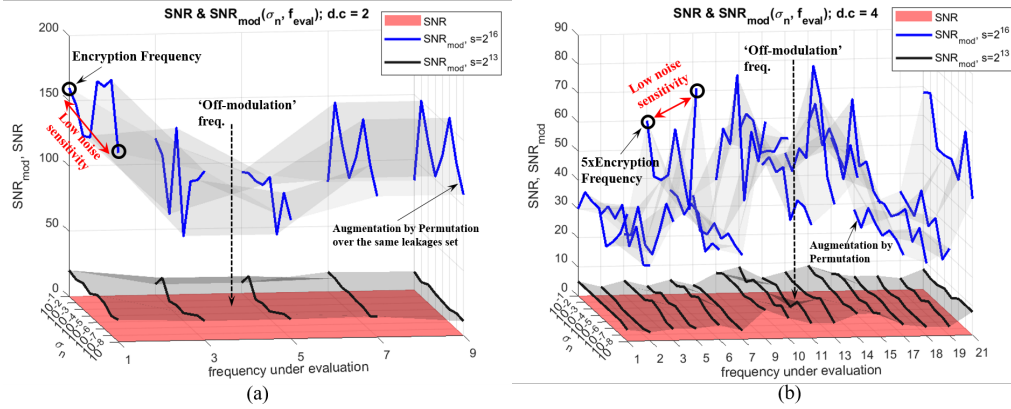 SNR & SNRmod(σn, feval); d.c = 2
SNR
SNRmod, s=2^16
SNRmod, s=2^13
Encryption Frequency
'Off-modulation'
freq.
Low noise
sensitivity
Augmentation by Permutation
over the same leakages set
SNRmod, SNR
200
150
100
50
0
σn
1
3
5
7
9
frequency under evaluation
(a)
SNR & SNRmod(σn, feval); d.c = 4
SNR
SNRmod, s=2^16
SNRmod, s=2^13
'Off-modulation'
freq.
Low noise
sensitivity
5xEncryption
Frequency
Augmentation by
Permutation
SNR, SNRmod
90
80
70
60
50
40
30
20
10
0
σn
1
2
3
5
6
7
9
10
11
13
14
15
17
18
19
21
frequency under evaluation
(b)